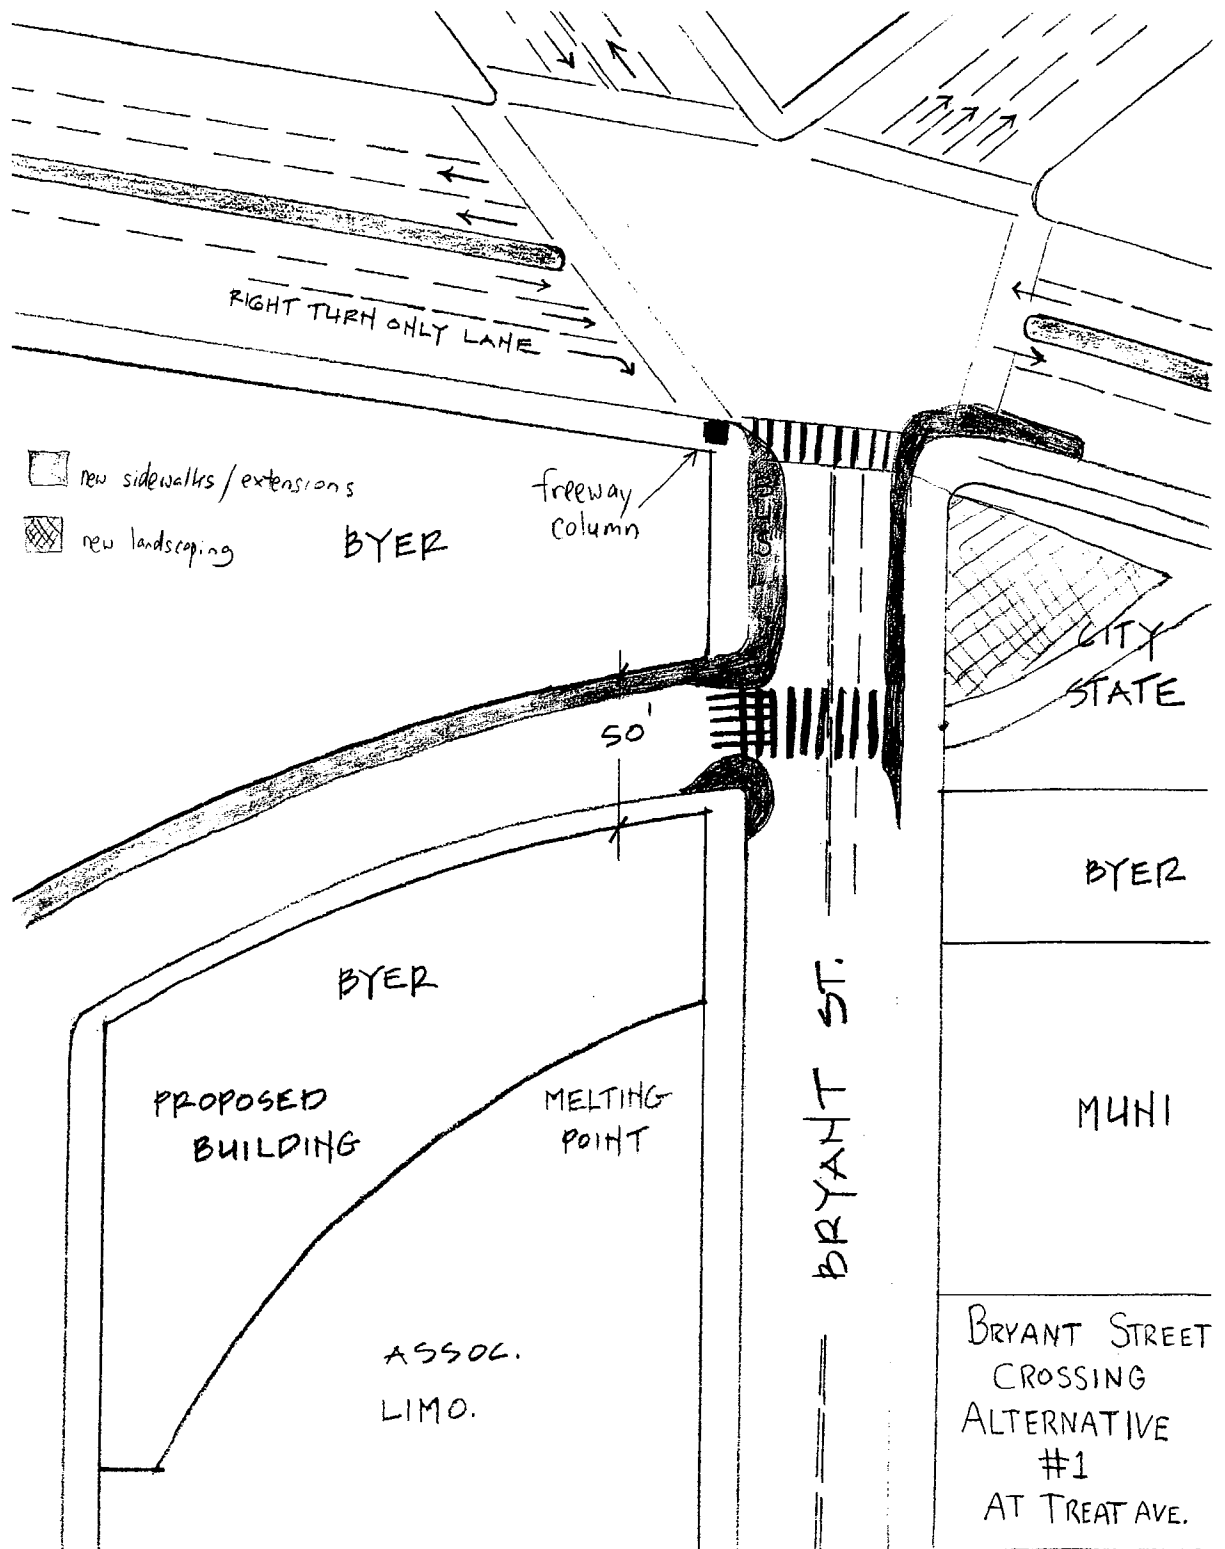 RIGHT TURN ONLY LANE
new sidewalks / extensions
new landscaping
BYER
freeway
column
BUS
CITY
STATE
50'
BYER
BYER
PROPOSED
BUILDING
MELTING
POINT
MUNI
BRYANT ST.
ASSOC.
LIMO.
BRYANT STREET
CROSSING
ALTERNATIVE
#1
AT TREAT AVE.